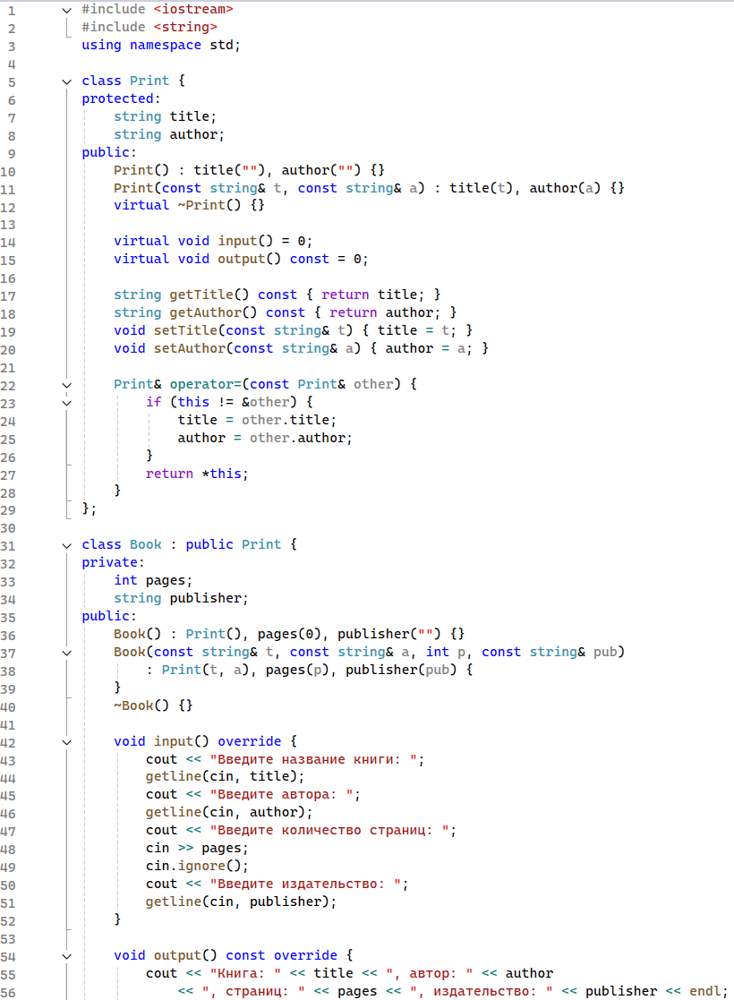 1 #include <iostream>
2 #include <string>
3 using namespace std;
4
5 class Print {
6 protected:
7     string title;
8     string author;
9 public:
10     Print() : title(""), author("") {}
11     Print(const string& t, const string& a) : title(t), author(a) {}
12     virtual ~Print() {}
13
14     virtual void input() = 0;
15     virtual void output() const = 0;
16
17     string getTitle() const { return title; }
18     string getAuthor() const { return author; }
19     void setTitle(const string& t) { title = t; }
20     void setAuthor(const string& a) { author = a; }
21
22     Print& operator=(const Print& other) {
23         if (this != &other) {
24             title = other.title;
25             author = other.author;
26         }
27         return *this;
28     }
29 };
30
31 class Book : public Print {
32 private:
33     int pages;
34     string publisher;
35 public:
36     Book() : Print(), pages(0), publisher("") {}
37     Book(const string& t, const string& a, int p, const string& pub)
38         : Print(t, a), pages(p), publisher(pub) {
39     }
40     ~Book() {}
41
42     void input() override {
43         cout << "Введите название книги: ";
44         getline(cin, title);
45         cout << "Введите автора: ";
46         getline(cin, author);
47         cout << "Введите количество страниц: ";
48         cin >> pages;
49         cin.ignore();
50         cout << "Введите издательство: ";
51         getline(cin, publisher);
52     }
53
54     void output() const override {
55         cout << "Книга: " << title << ", автор: " << author
56             << ", страниц: " << pages << ", издательство: " << publisher << endl;